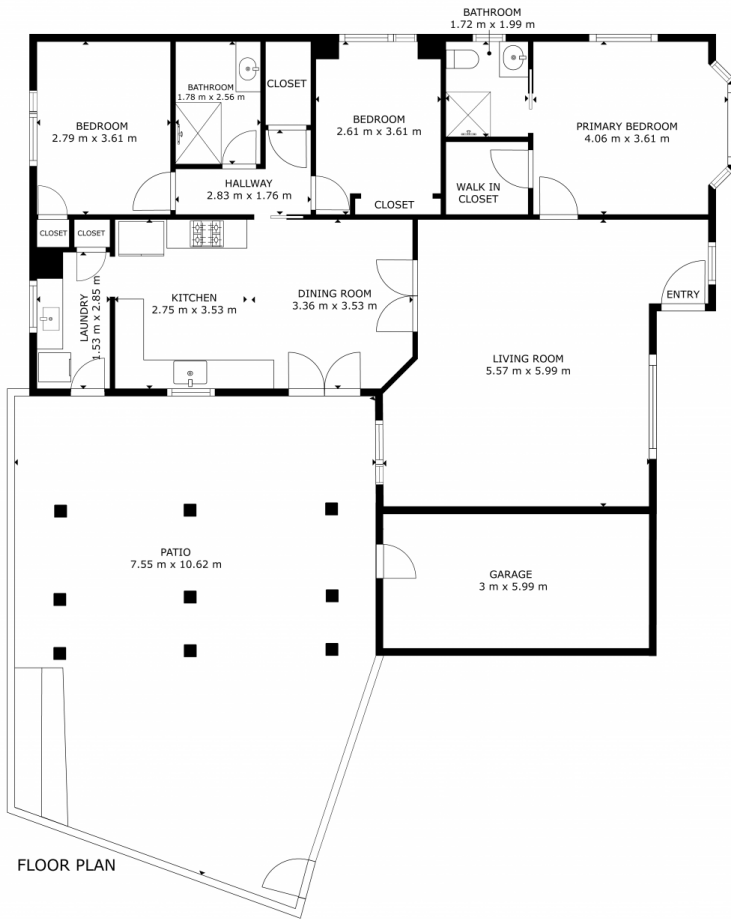 BATHROOM
1.72 m x 1.99 m
BEDROOM
2.79 m x 3.61 m
BATHROOM
1.78 m x 2.56 m
CLOSET
BEDROOM
2.61 m x 3.61 m
PRIMARY BEDROOM
4.06 m x 3.61 m
HALLWAY
2.83 m x 1.76 m
WALK IN
CLOSET
CLOSET
CLOSET
CLOSET
LAUNDRY
1.53 m x 2.85 m
KITCHEN
2.75 m x 3.53 m
DINING ROOM
3.36 m x 3.53 m
ENTRY
LIVING ROOM
5.57 m x 5.99 m
PATIO
7.55 m x 10.62 m
GARAGE
3 m x 5.99 m
FLOOR PLAN